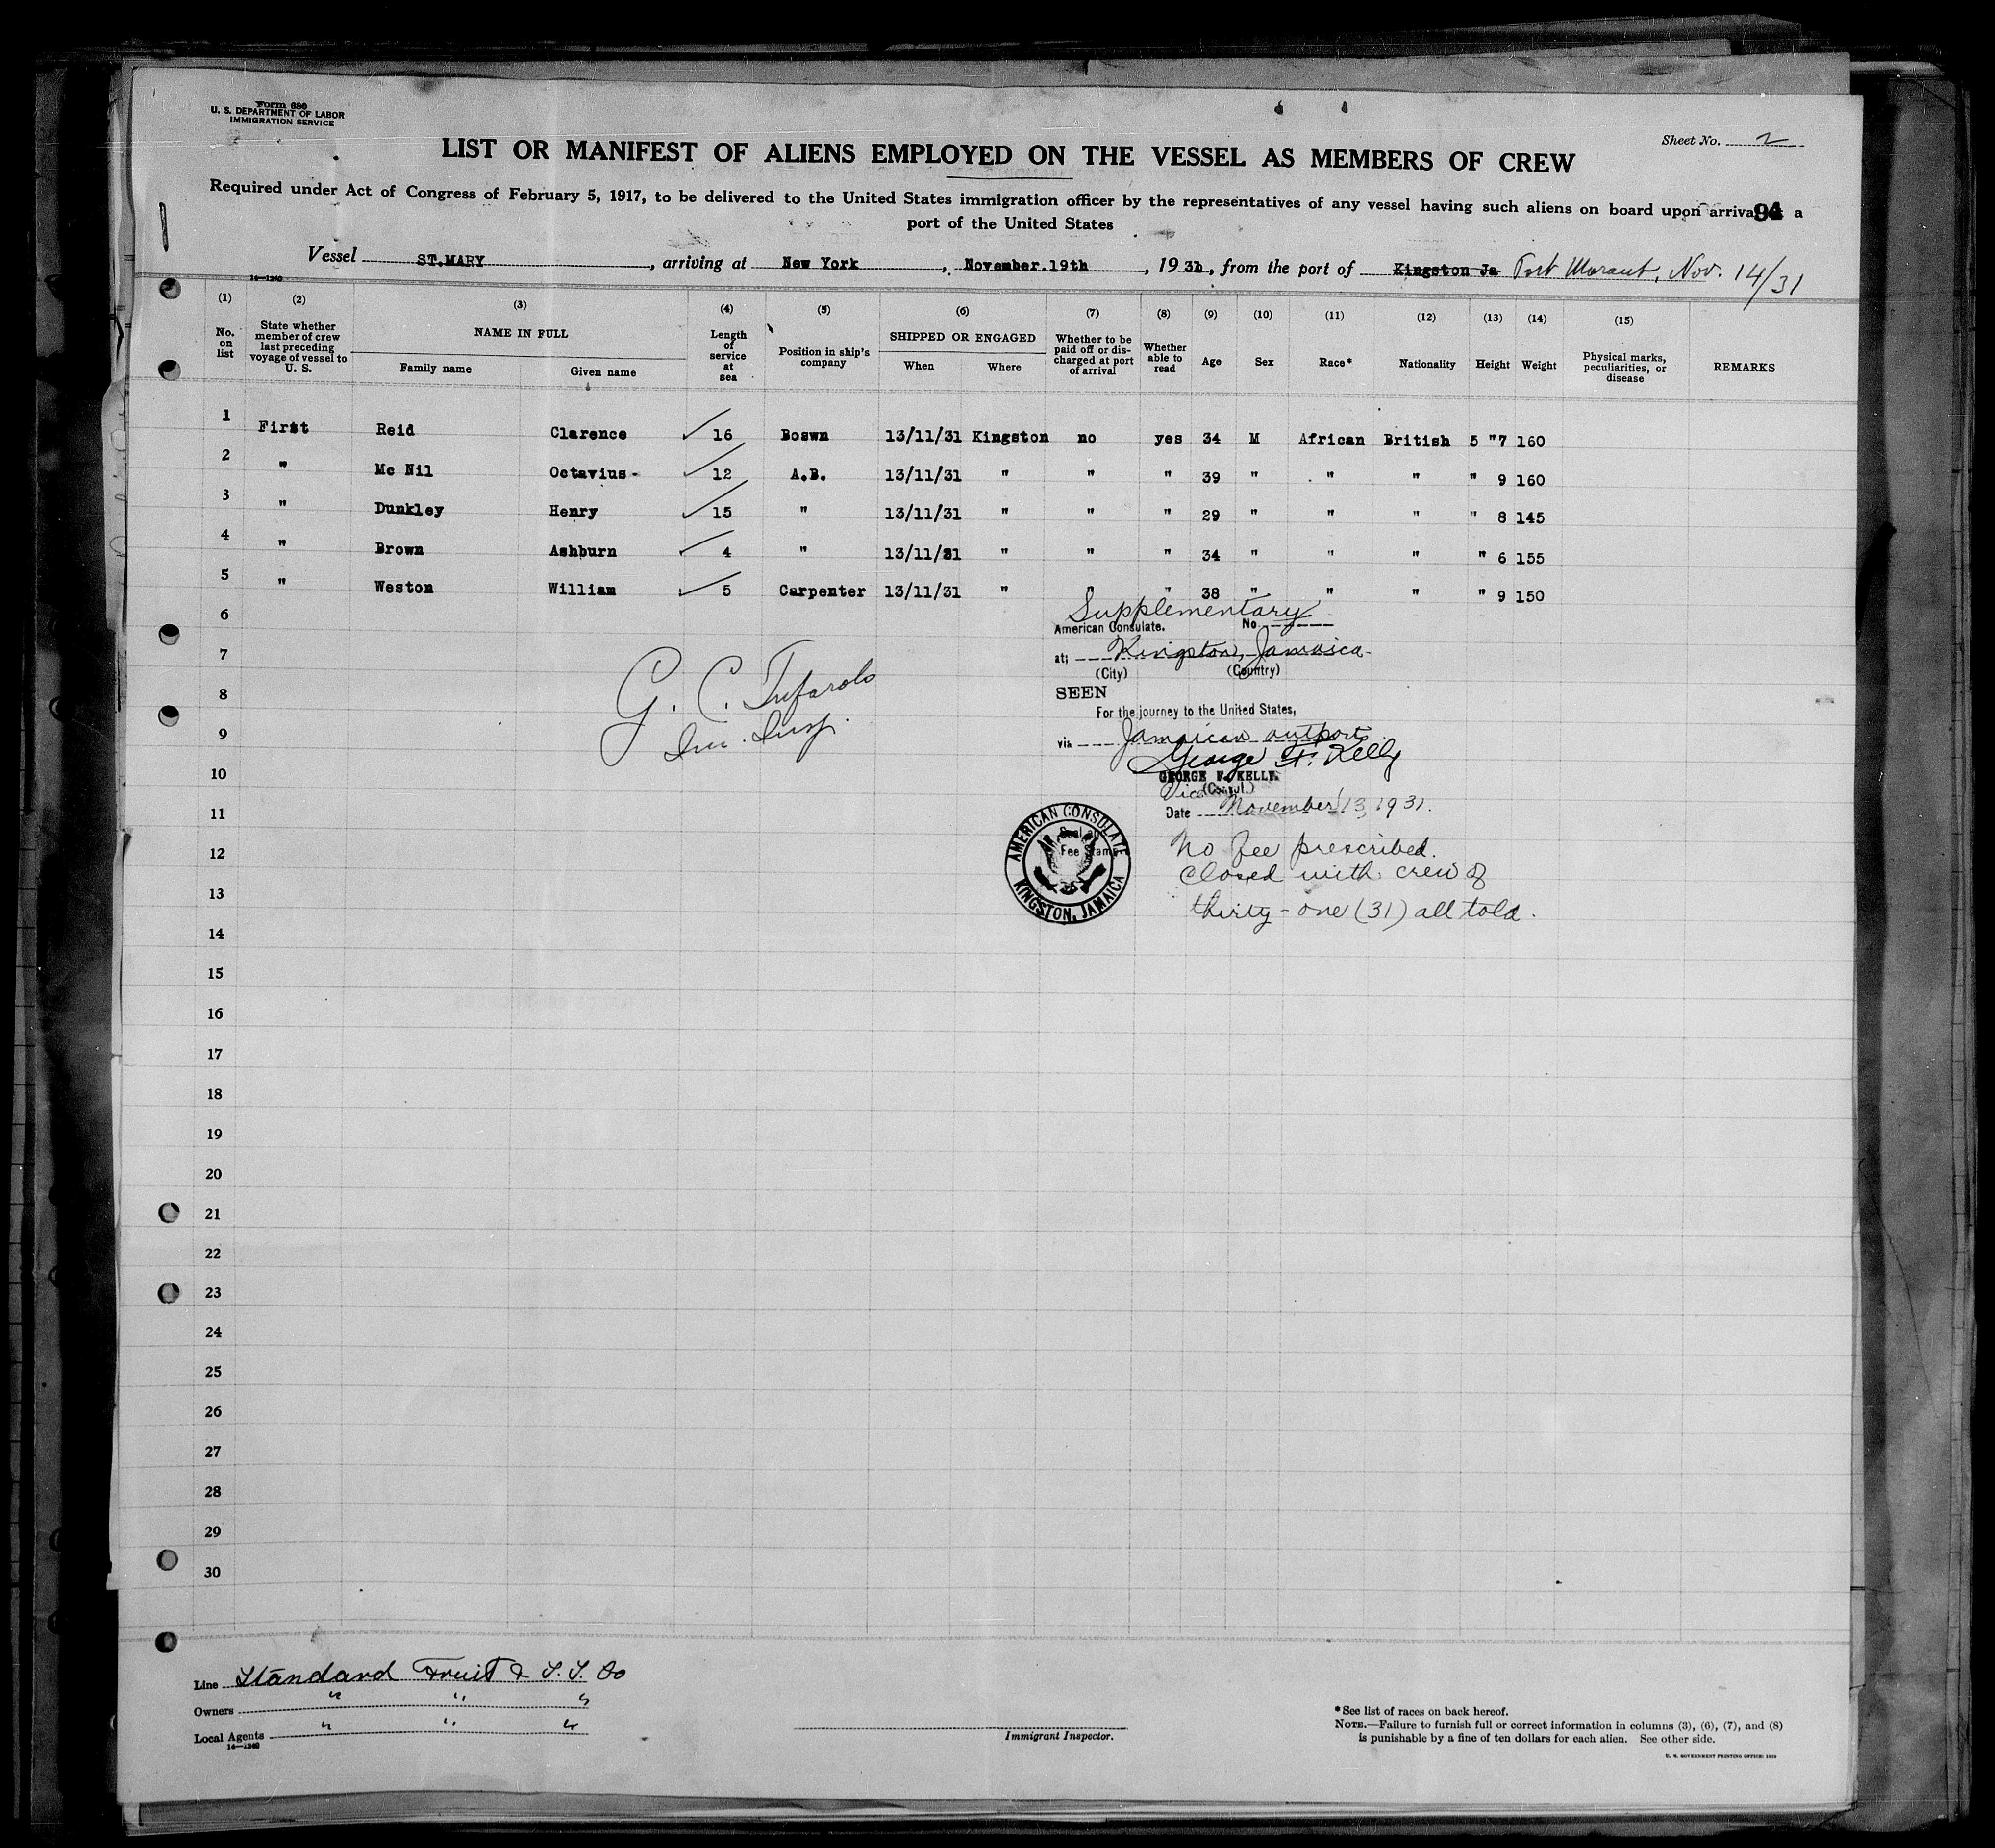 Form 680
U. S. DEPARTMENT OF LABOR
IMMIGRATION SERVICE
Sheet No. 2
LIST OR MANIFEST OF ALIENS EMPLOYED ON THE VESSEL AS MEMBERS OF CREW
Required under Act of Congress of February 5, 1917, to be delivered to the United States immigration officer by the representatives of any vessel having such aliens on board upon arrival a
port of the United States
Vessel ST.MARY, arriving at New York, November.19th, 1931, from the port of Kingston Ja Port Morant, Nov. 14/31
14—1240
(1) (2) (3) (4) (5) (6) (7) (8) (9) (10) (11) (12) (13) (14) (15)
No. on list State whether member of crew last preceding voyage of vessel to U. S. NAME IN FULL Family name Given name Length of service at sea Position in ship's company SHIPPED OR ENGAGED When Where Whether to be paid off or discharged at port of arrival Whether able to read Age Sex Race* Nationality Height Weight Physical marks, peculiarities, or disease REMARKS
1 First Reid Clarence 16 Boswn 13/11/31 Kingston no yes 34 M African British 5 "7 160
2 " Mc Nil Octavius- 12 A.B. 13/11/31 " " " 39 " " " " 9 160
3 " Dunkley Henry 15 " 13/11/31 " " " 29 " " " " 8 145
4 " Brown Ashburn 4 " 13/11/31 " " " 34 " " " " 6 155
5 " Weston William 5 Carpenter 13/11/31 " " " 38 " " " " 9 150
6
7
8
9
10
11
12
13
14
15
16
17
18
19
20
21
22
23
24
25
26
27
28
29
30
Supplementary
American Consulate. No.
at; Kingston, Jamaica
(City) (Country)
SEEN
For the journey to the United States,
via Jamaican outports
George F. Kelly
GEORGE F. KELLY.
Vice (Consul.)
Date November 13, 1931.
No fee prescribed.
Closed with crew of
thirty-one (31) all told.
AMERICAN CONSULATE
KINGSTON, JAMAICA
Fee Stamp
G. C. Tufarolo
Imm. Insp.
Line Standard Fruit & S.S. Co
Owners " " "
Local Agents " " "
14—1240
Immigrant Inspector.
*See list of races on back hereof.
NOTE.—Failure to furnish full or correct information in columns (3), (6), (7), and (8)
is punishable by a fine of ten dollars for each alien. See other side.